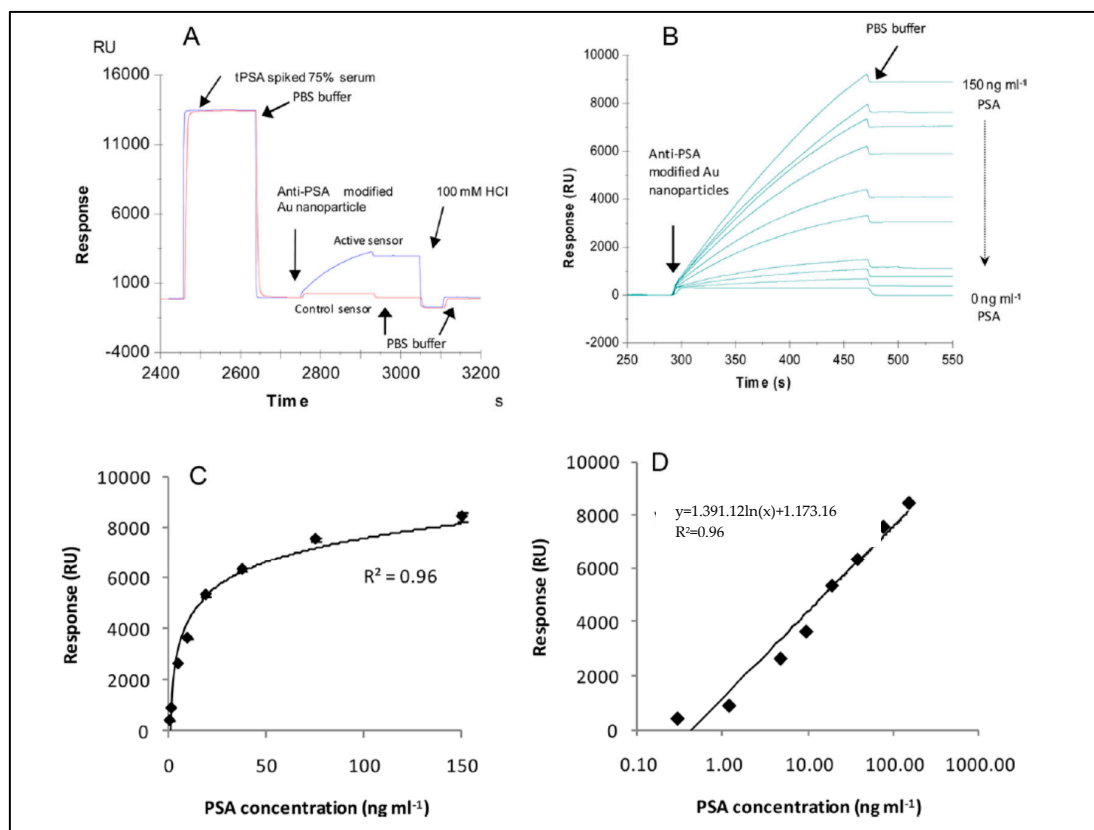 A
RU
16000
11000
6000
1000
-4000
Response
tPSA spiked 75% serum
PBS buffer
Anti-PSA modified
Au nanoparticle
100 mM HCl
Active sensor
Control sensor
PBS buffer
2400 2600 2800 3000 3200
Time s
B
10000
8000
6000
4000
2000
0
-2000
Response (RU)
PBS buffer
150 ng ml⁻¹
PSA
Anti-PSA
modified Au
nanoparticles
0 ng ml⁻¹
PSA
250 300 350 400 450 500 550
Time (s)
C
10000
8000
6000
4000
2000
0
Response (RU)
R² = 0.96
0 50 100 150
PSA concentration (ng ml⁻¹)
D
10000
8000
6000
4000
2000
0
Response (RU)
y=1.391.12ln(x)+1.173.16
R²=0.96
0.10 1.00 10.00 100.00 1000.00
PSA concentration (ng ml⁻¹)